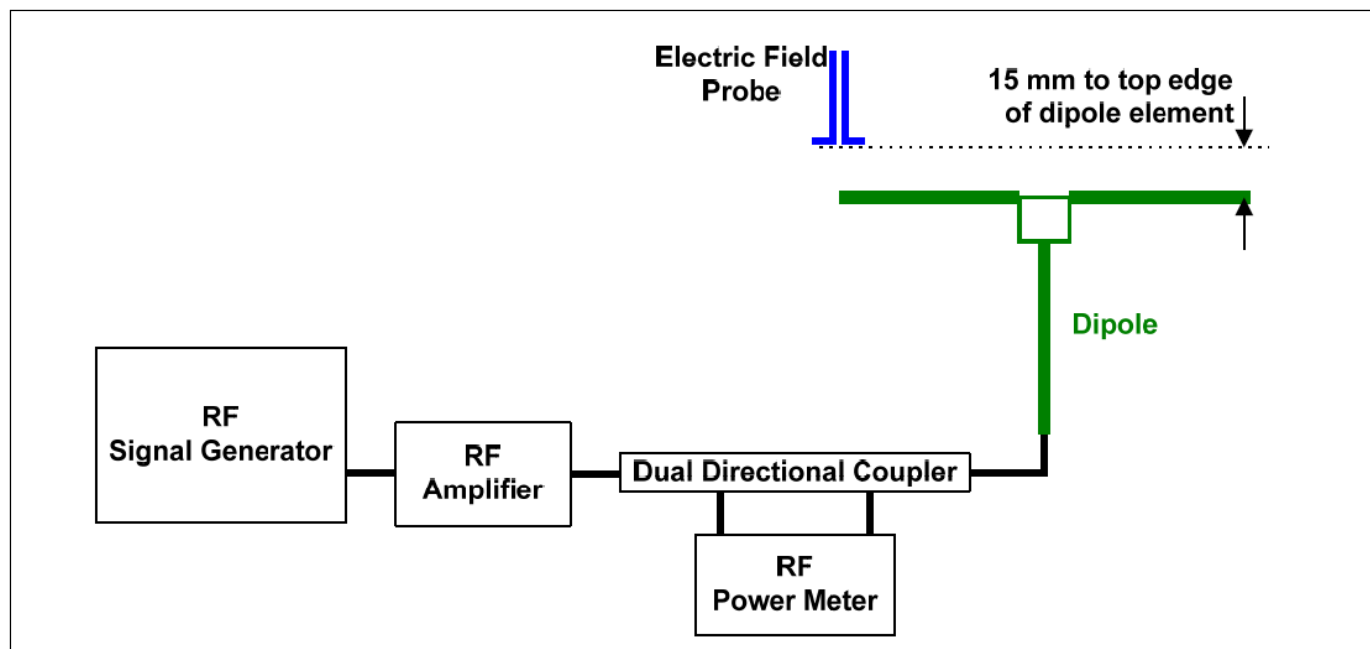 Electric Field
Probe
15 mm to top edge
of dipole element
Dipole
RF
Signal Generator
RF
Amplifier
Dual Directional Coupler
RF
Power Meter